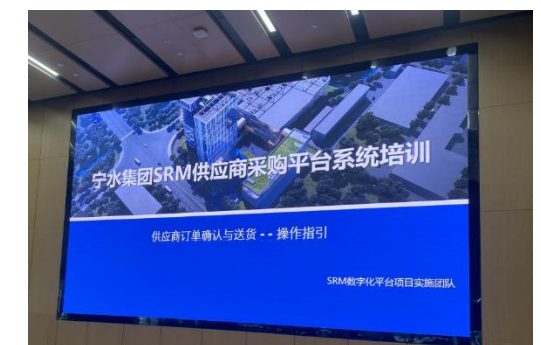 宁水集团SRM供应商采购平台系统培训
供应商订单确认与送货 - - 操作指引
SRM数字化平台项目实施团队